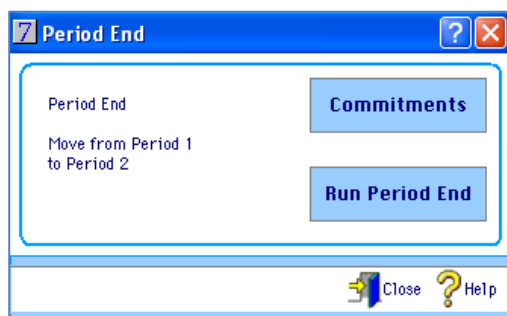 7 Period End ?
Period End
Commitments
Move from Period 1
to Period 2
Run Period End
Close ? Help